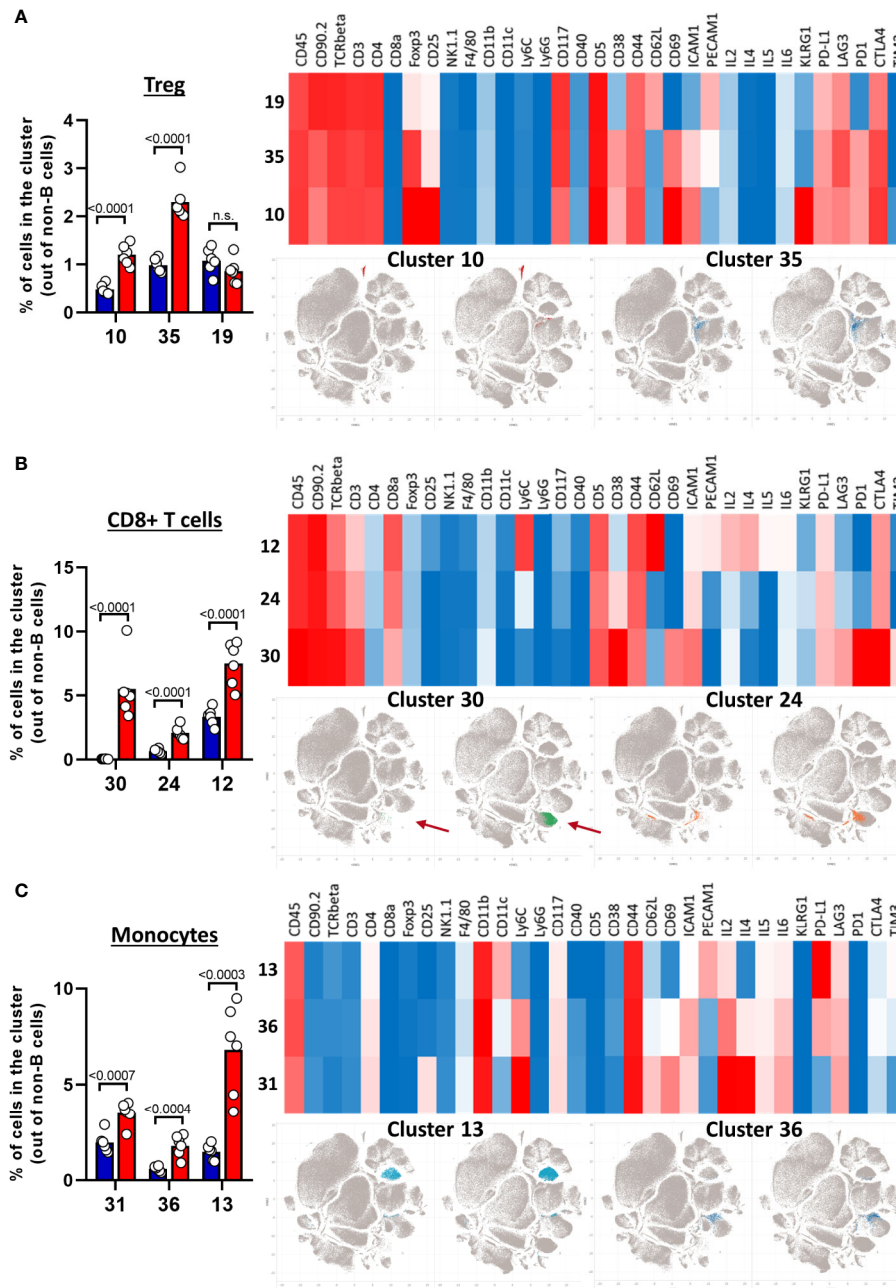 A
Treg
% of cells in the cluster
(out of non-B cells)
4
3
2
1
0
<0.0001
<0.0001
n.s.
10 35 19
CD45 CD90.2 TCRbeta CD3 CD4 CD8a Foxp3 CD25 NK1.1 F4/80 CD11b CD11c Ly6C Ly6G CD117 CD40 CD5 CD38 CD44 CD62L CD69 ICAM1 PECAM1 IL2 IL4 IL5 IL6 KLRG1 PD-L1 LAG3 PD1 CTLA4
19
35
10
Cluster 10 Cluster 35
B
CD8+ T cells
% of cells in the cluster
(out of non-B cells)
15
10
5
0
<0.0001
<0.0001
<0.0001
30 24 12
CD45 CD90.2 TCRbeta CD3 CD4 CD8a Foxp3 CD25 NK1.1 F4/80 CD11b CD11c Ly6C Ly6G CD117 CD40 CD5 CD38 CD44 CD62L CD69 ICAM1 PECAM1 IL2 IL4 IL5 IL6 KLRG1 PD-L1 LAG3 PD1 CTLA4
12
24
30
Cluster 30 Cluster 24
C
Monocytes
% of cells in the cluster
(out of non-B cells)
10
5
0
<0.0007
<0.0004
<0.0003
31 36 13
CD45 CD90.2 TCRbeta CD3 CD4 CD8a Foxp3 CD25 NK1.1 F4/80 CD11b CD11c Ly6C Ly6G CD117 CD40 CD5 CD38 CD44 CD62L CD69 ICAM1 PECAM1 IL2 IL4 IL5 IL6 KLRG1 PD-L1 LAG3 PD1 CTLA4 TIM3
13
36
31
Cluster 13 Cluster 36